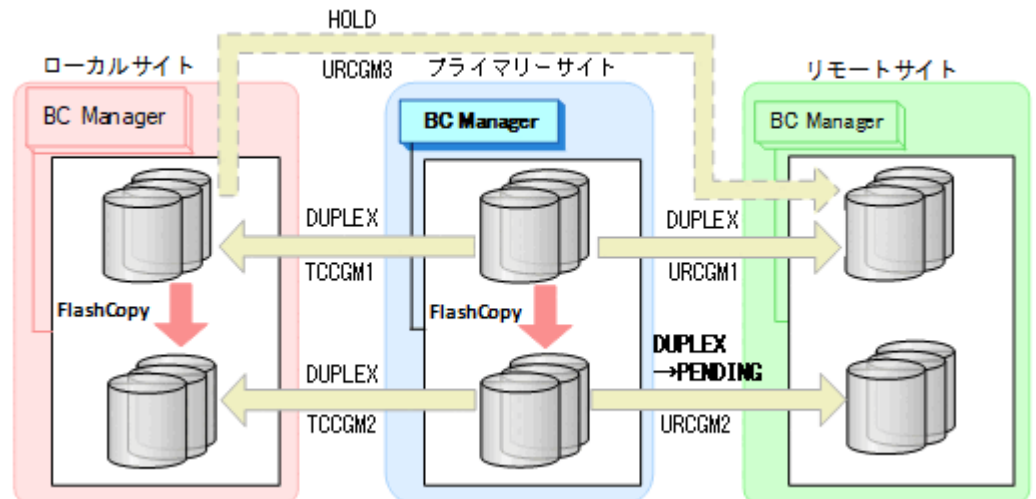 HOLD
URCGM3
ローカルサイト
プライマリーサイト
リモートサイト
BC Manager
BC Manager
BC Manager
DUPLEX
TCCGM1
DUPLEX
URCGM1
FlashCopy
FlashCopy
DUPLEX
TCCGM2
DUPLEX
→PENDING
URCGM2